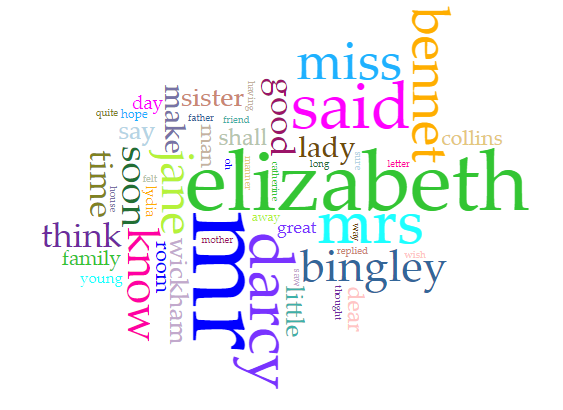 bennet
miss
said
sister
good
make
day
having
quite
hope
father
friend
say
man
shall
lady
collins
time
soon
jane
oh
long
letter
catherine
manner
sure
felt
lydia
house
elizabeth
mr
mrs
away
great
way
think
know
mother
darcy
family
room
wickham
replied
wish
bingley
saw
young
little
thought
dear